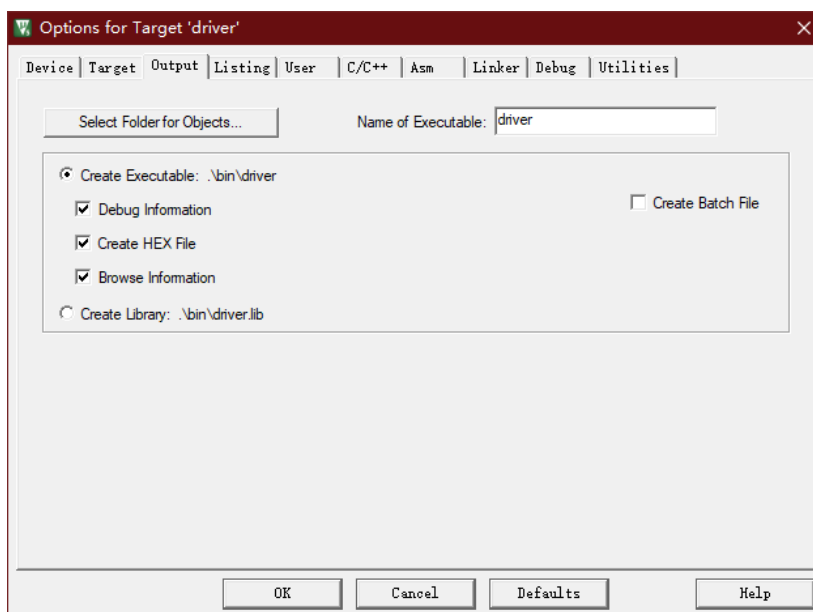 Options for Target 'driver'
Device Target Output Listing User C/C++ Asm Linker Debug Utilities
Select Folder for Objects... Name of Executable: driver
Create Executable: .\bin\driver
Debug Information Create Batch File
Create HEX File
Browse Information
Create Library: .\bin\driver.lib
OK Cancel Defaults Help